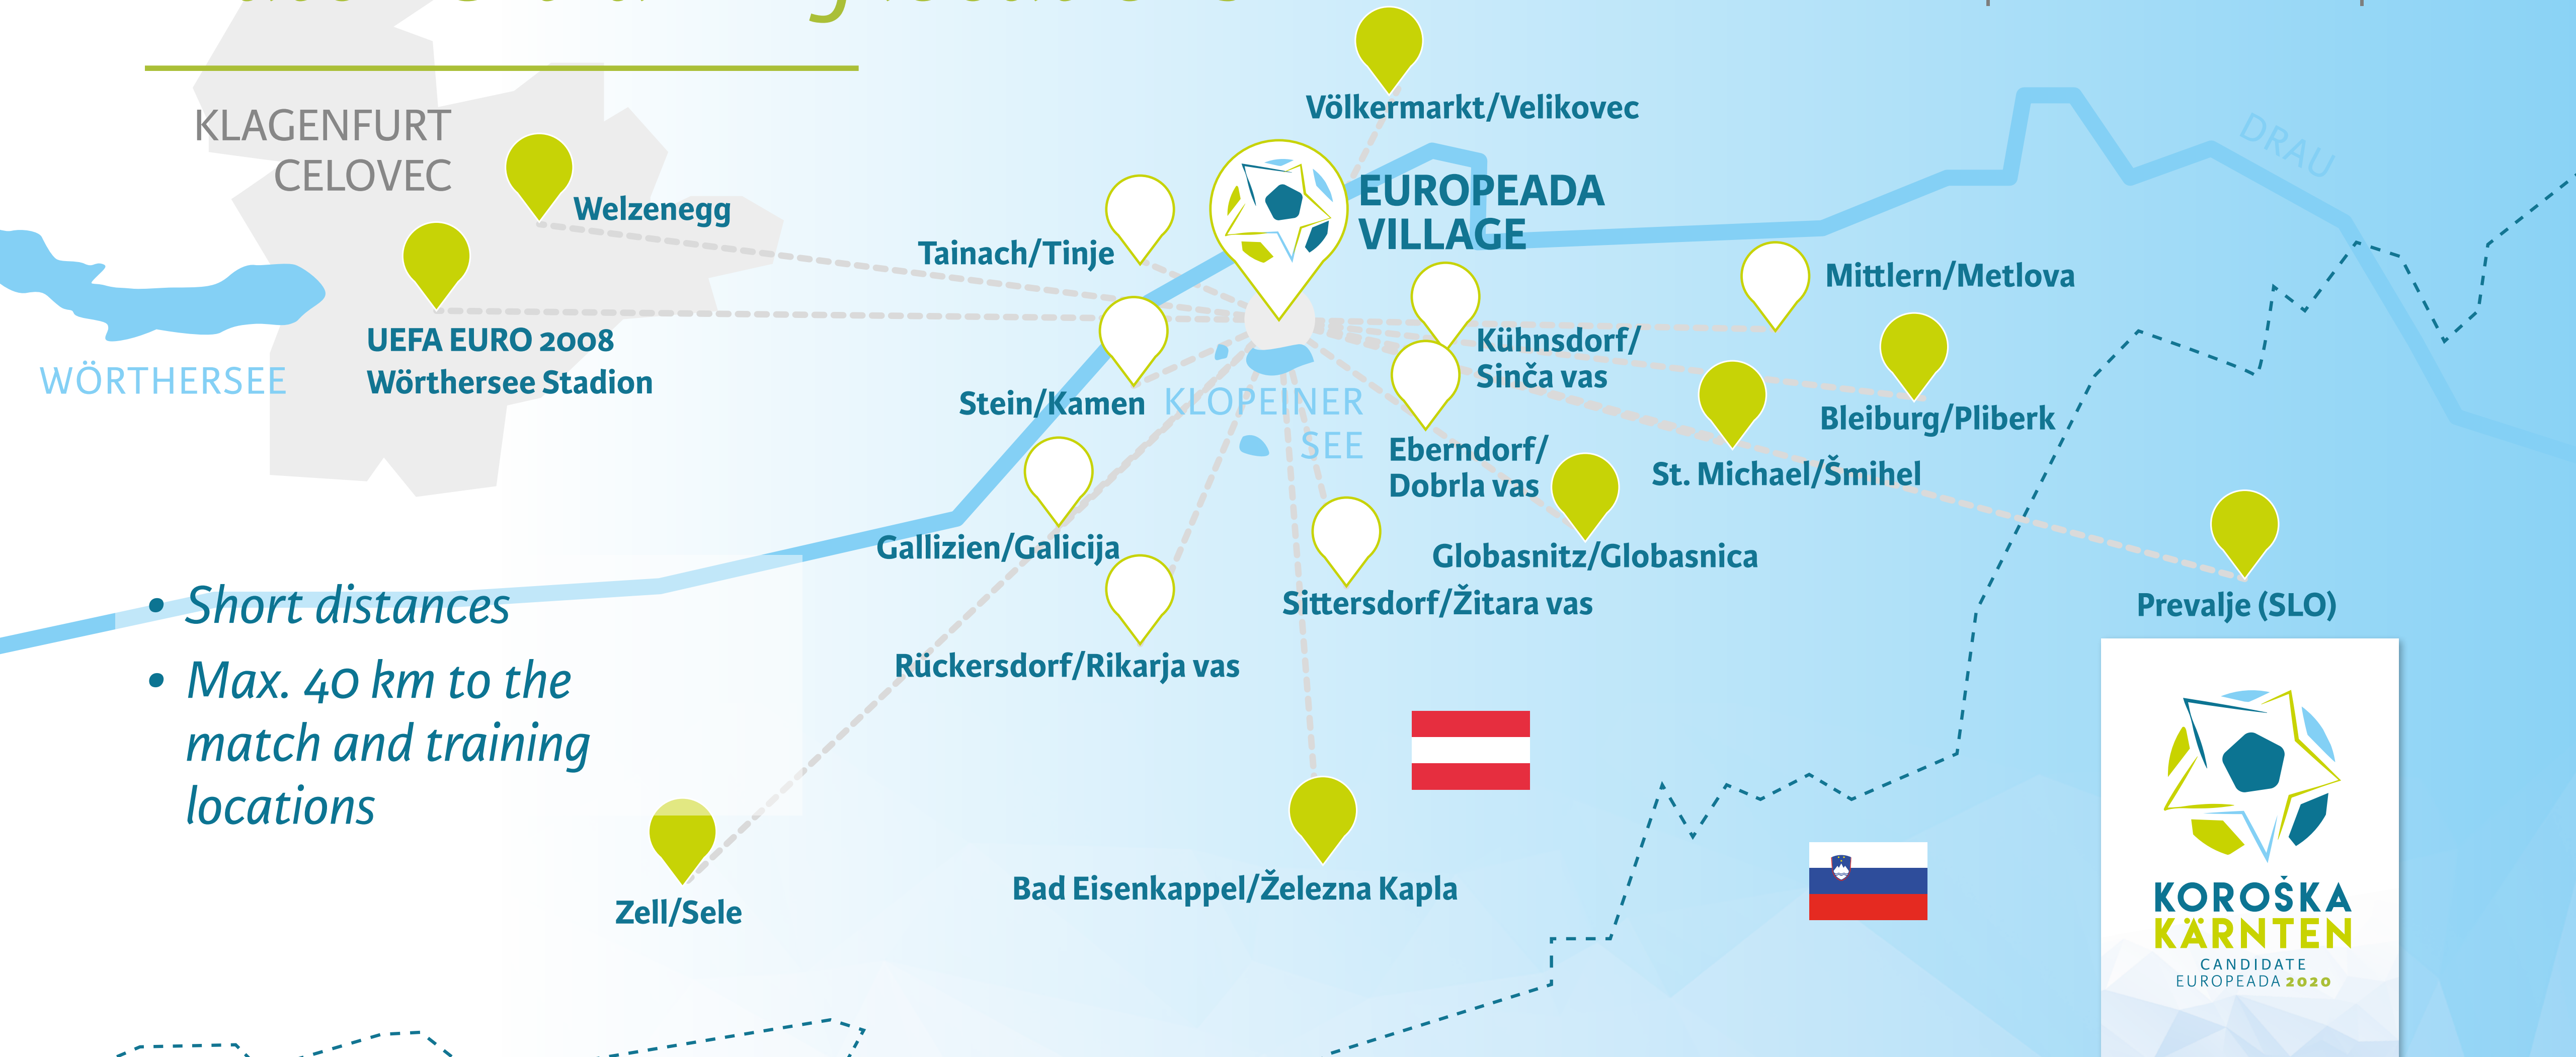 Völkermarkt/Velikovec
KLAGENFURT
CELOVEC
DRAU
EUROPEADA
VILLAGE
Welzenegg
Tainach/Tinje
Mittlern/Metlova
UEFA EURO 2008
Wörthersee Stadion
Kühnsdorf/
Sinča vas
WÖRTHERSEE
Stein/Kamen
KLOPEINER
SEE
Bleiburg/Pliberk
Eberndorf/
Dobrla vas
St. Michael/Šmihel
Gallizien/Galicija
Globasnitz/Globasnica
Sittersdorf/Žitara vas
Prevalje (SLO)
Rückersdorf/Rikarja vas
• Short distances
• Max. 40 km to the
match and training
locations
Zell/Sele
Bad Eisenkappel/Železna Kapla
KOROŠKA
KÄRNTEN
CANDIDATE
EUROPEADA 2020